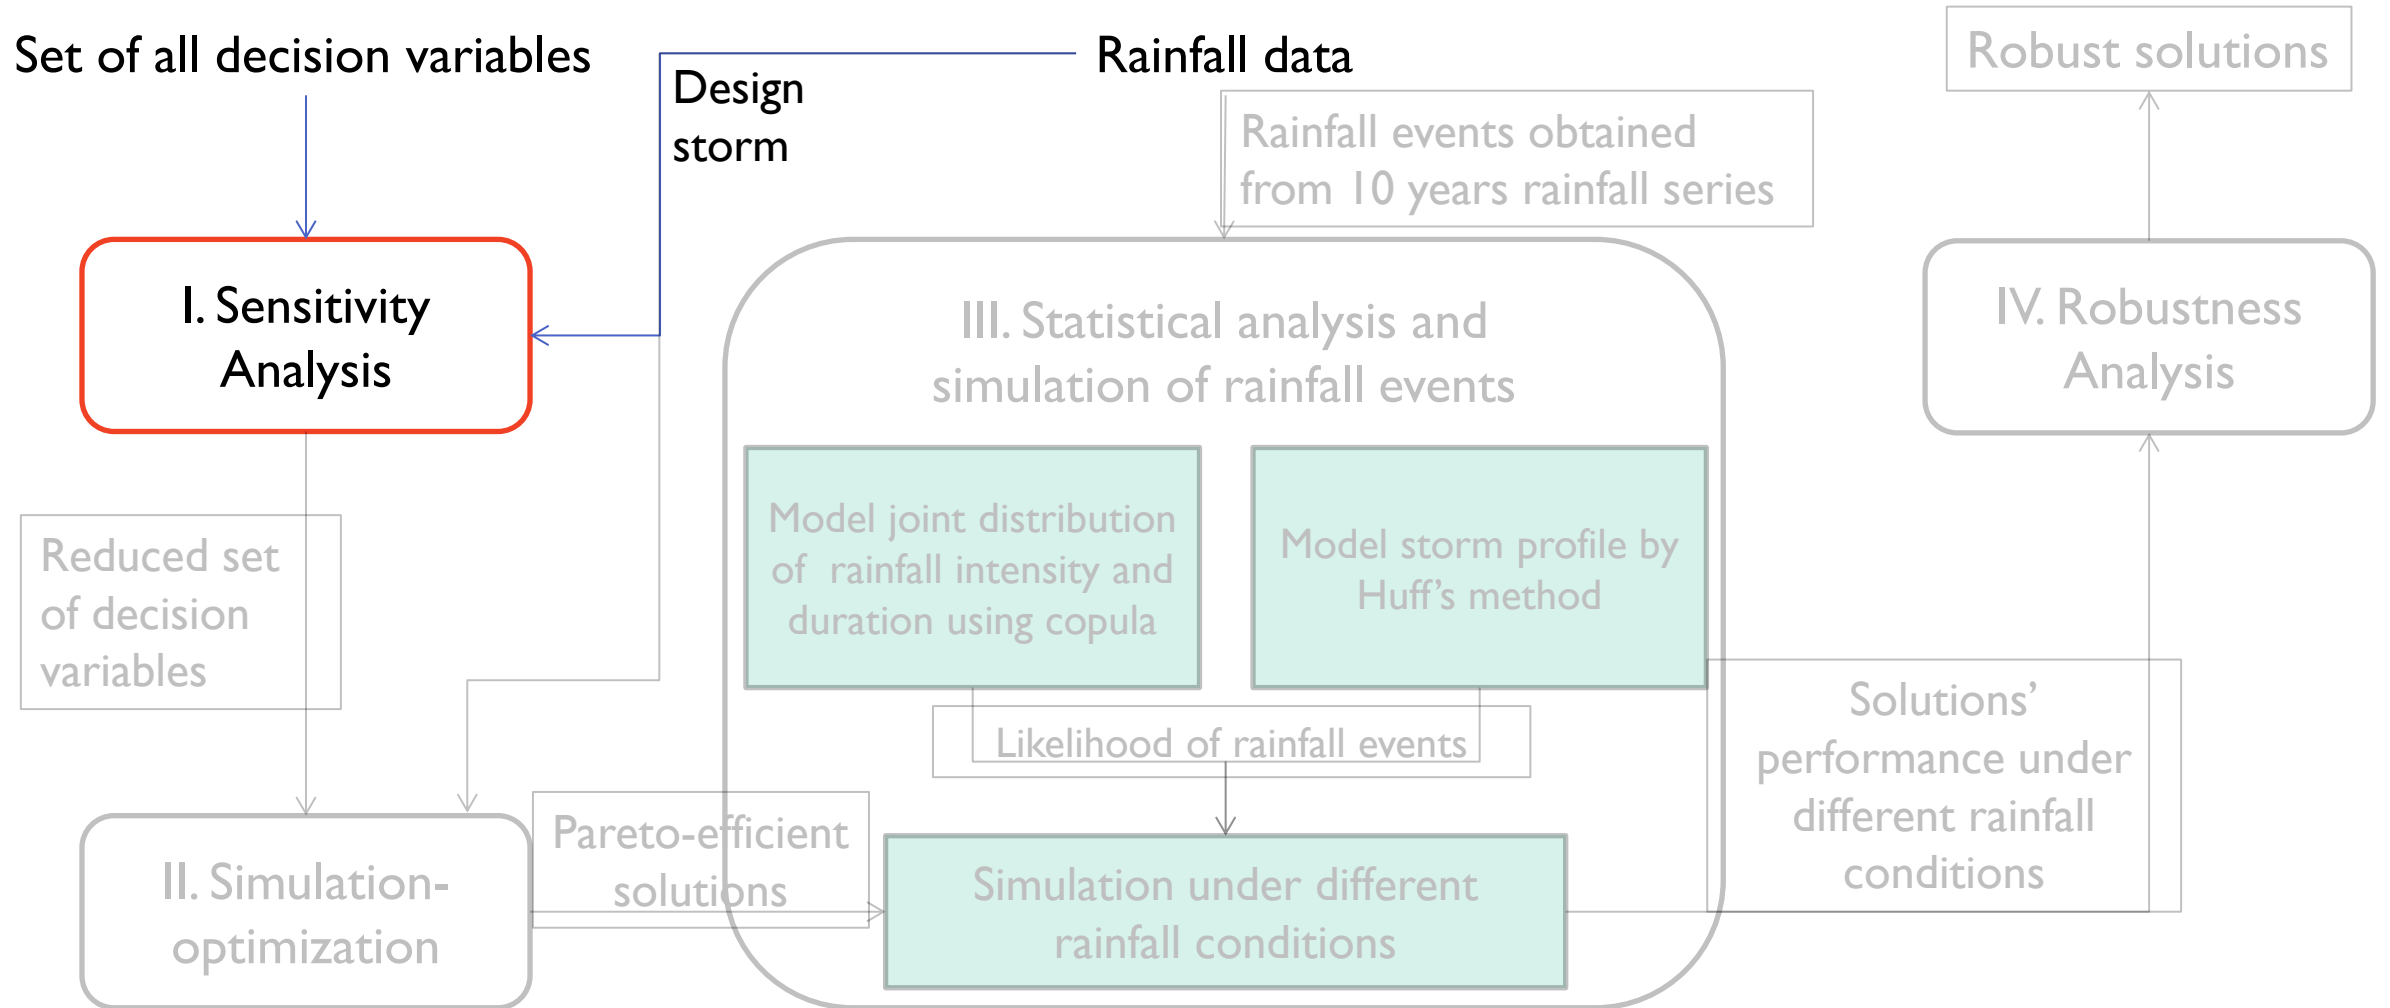 Set of all decision variables
Rainfall data
Robust solutions
Design
storm
Rainfall events obtained
from 10 years rainfall series
I. Sensitivity
Analysis
III. Statistical analysis and
simulation of rainfall events
IV. Robustness
Analysis
Reduced set
of decision
variables
Model joint distribution
of rainfall intensity and
duration using copula
Model storm profile by
Huff’s method
Likelihood of rainfall events
Solutions’
performance under
different rainfall
conditions
II. Simulation-
optimization
Pareto-efficient
solutions
Simulation under different
rainfall conditions